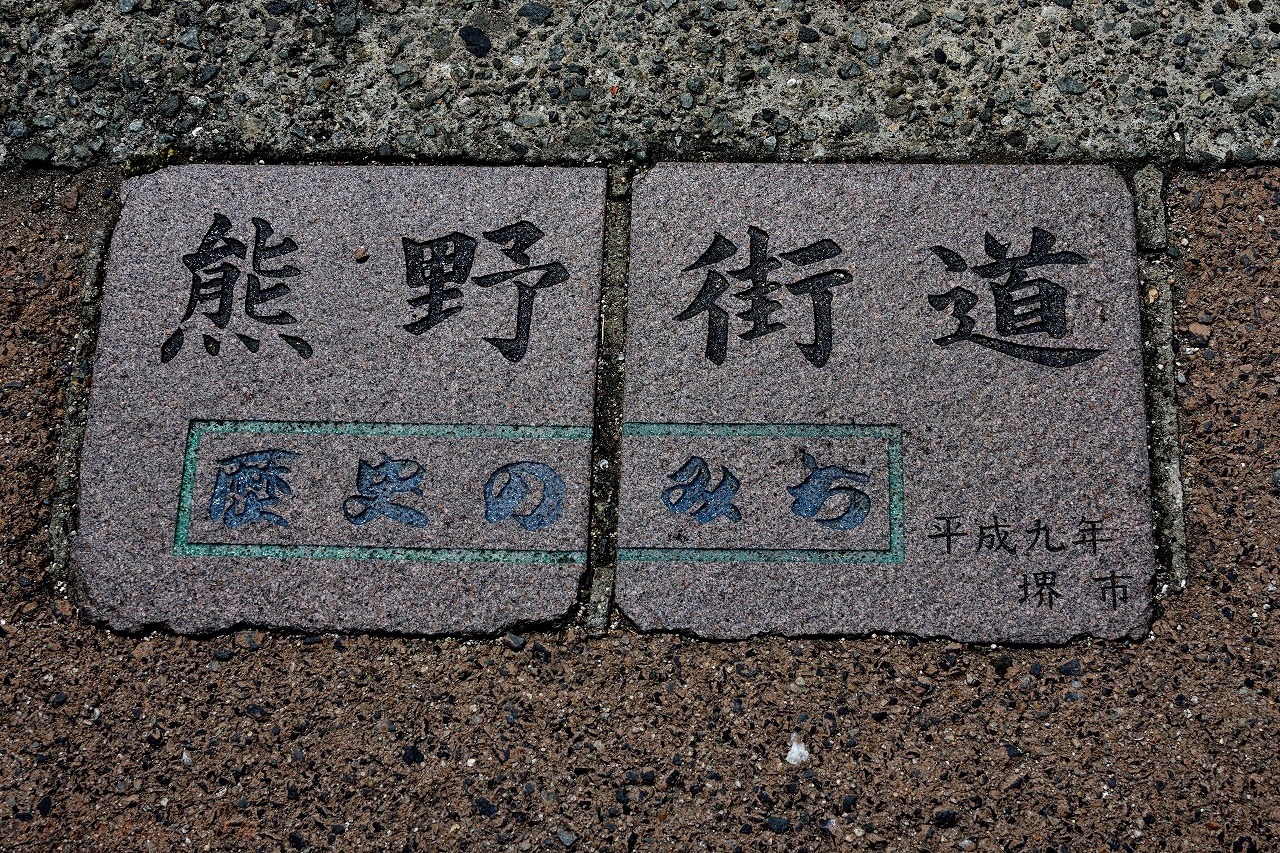 熊野街道
歴史のみち
平成九年
堺市